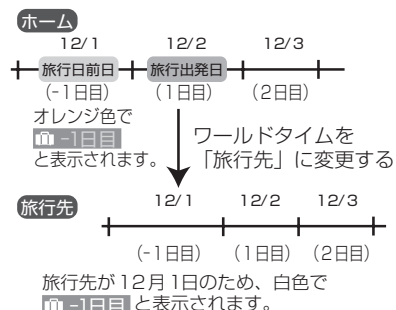 ホーム
12/1 12/2 12/3
旅行日前日 旅行出発日
(-1日目) (1日目) (2日目)
オレンジ色で
-1日目
と表示されます。
ワールドタイムを
「旅行先」に変更する
旅行先
12/1 12/2 12/3
(-1日目) (1日目) (2日目)
旅行先が12月1日のため、白色で
-1日目 と表示されます。